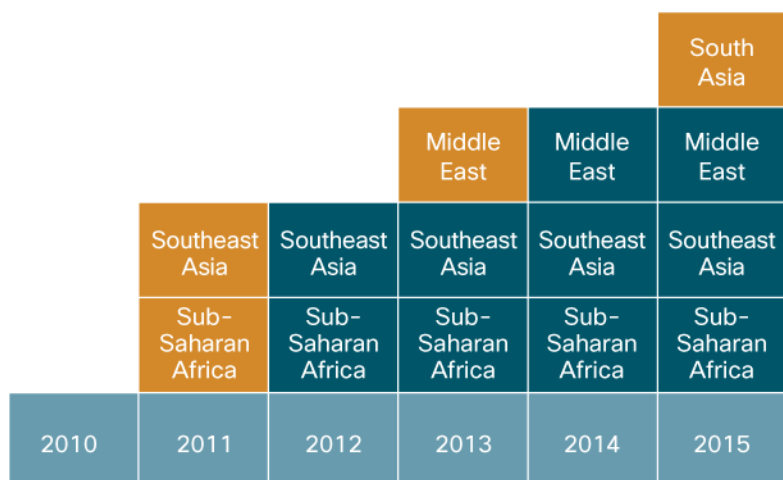 South
Asia
Middle
East
Middle
East
Middle
East
Southeast
Asia
Southeast
Asia
Southeast
Asia
Southeast
Asia
Southeast
Asia
Sub-
Saharan
Africa
Sub-
Saharan
Africa
Sub-
Saharan
Africa
Sub-
Saharan
Africa
Sub-
Saharan
Africa
2010
2011
2012
2013
2014
2015